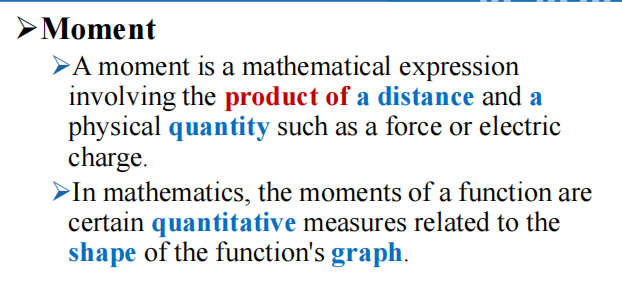 ➢Moment
➢A moment is a mathematical expression
involving the product of a distance and a
physical quantity such as a force or electric
charge.
➢In mathematics, the moments of a function are
certain quantitative measures related to the
shape of the function's graph.